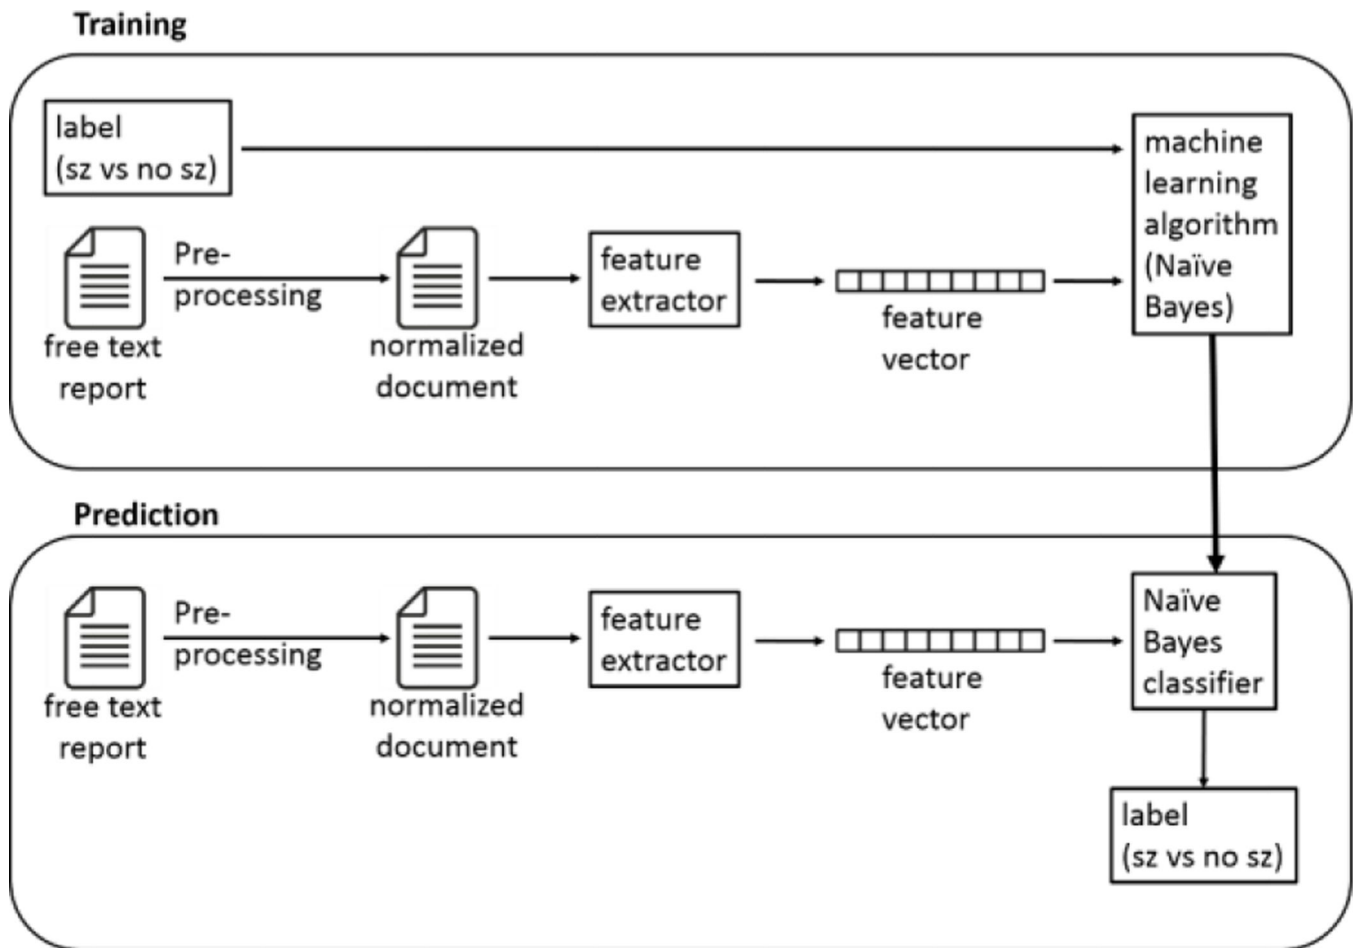 Training
label
(sz vs no sz)
machine
learning
algorithm
(Naïve
Bayes)
Pre-
processing
free text
report
normalized
document
feature
extractor
feature
vector
Prediction
Pre-
processing
free text
report
normalized
document
feature
extractor
feature
vector
Naïve
Bayes
classifier
label
(sz vs no sz)